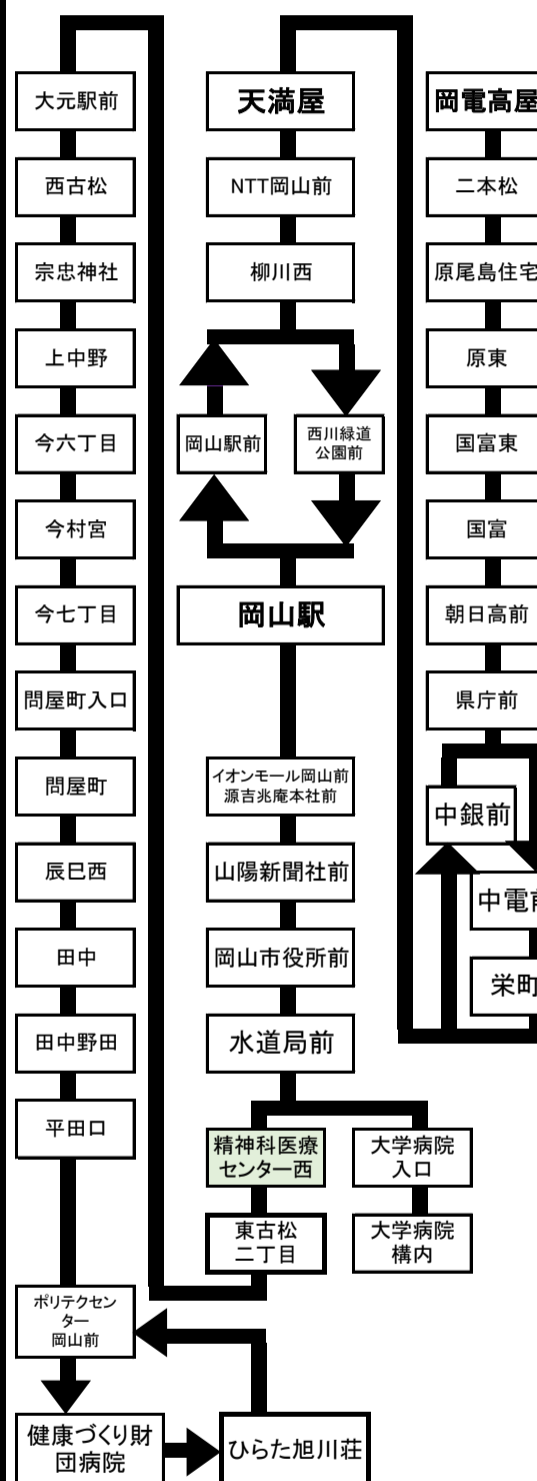 大元駅前
西古松
宗忠神社
上中野
今六丁目
今村宮
今七丁目
問屋町入口
問屋町
辰巳西
田中
田中野田
平田口
ポリテクセン
ター
岡山前
健康づくり財
団病院
ひらた旭川荘
天満屋
NTT岡山前
柳川西
岡山駅前
西川緑道
公園前
岡山駅
イオンモール岡山前
源吉兆庵本社前
山陽新聞社前
岡山市役所前
水道局前
精神科医療
センター西
東古松
二丁目
大学病院
入口
大学病院
構内
岡電高屋
二本松
原尾島住宅
原東
国富東
国富
朝日高前
県庁前
中銀前
中電前
栄町